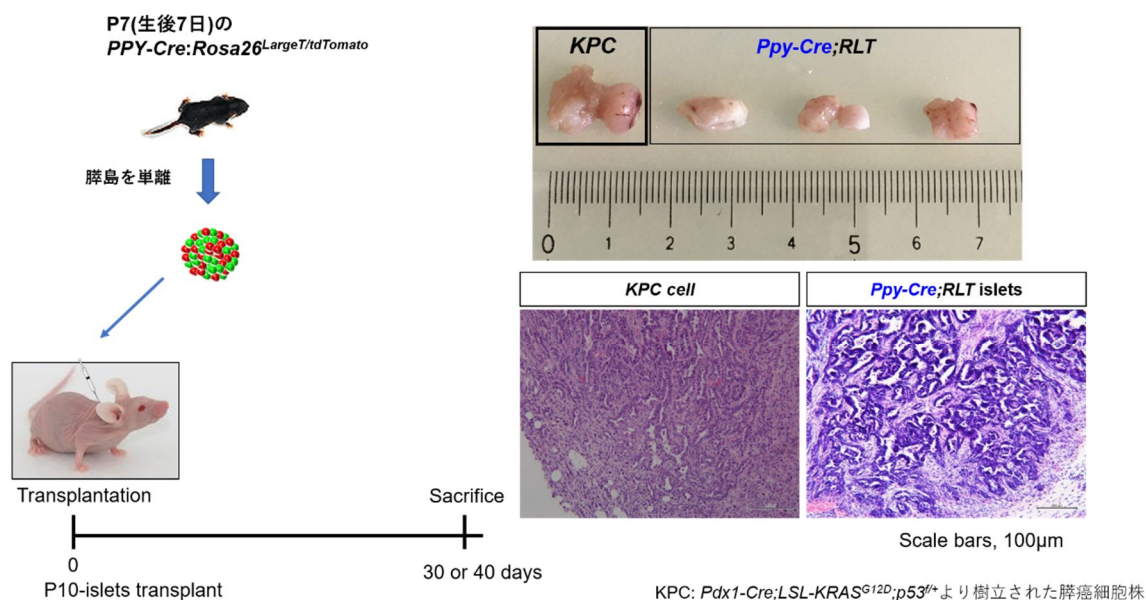 P7(生後7日)の
PPY-Cre:Rosa26LargeT/tdTomato
膵島を単離
Transplantation
Sacrifice
0
30 or 40 days
P10-islets transplant
KPC
Ppy-Cre;RLT
0 1 2 3 4 5 6 7
KPC cell
Ppy-Cre;RLT islets
Scale bars, 100μm
KPC: Pdx1-Cre;LSL-KRASG12D;p53f/+より樹立された膵癌細胞株